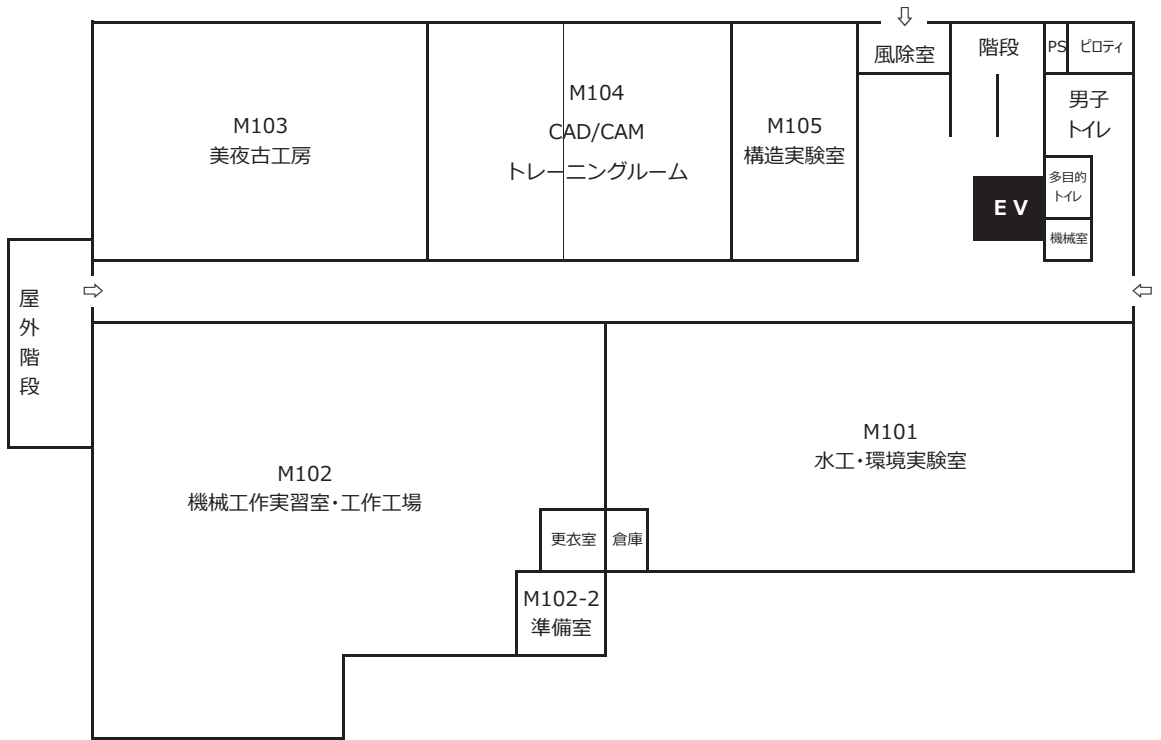 風除室
階段
PS
ピロティ
M103
美夜古工房
M104
CAD/CAM
トレーニングルーム
M105
構造実験室
男子
トイレ
多目的
トイレ
EV
機械室
屋外階段
M101
水工・環境実験室
M102
機械工作実習室・工作工場
更衣室
倉庫
M102-2
準備室